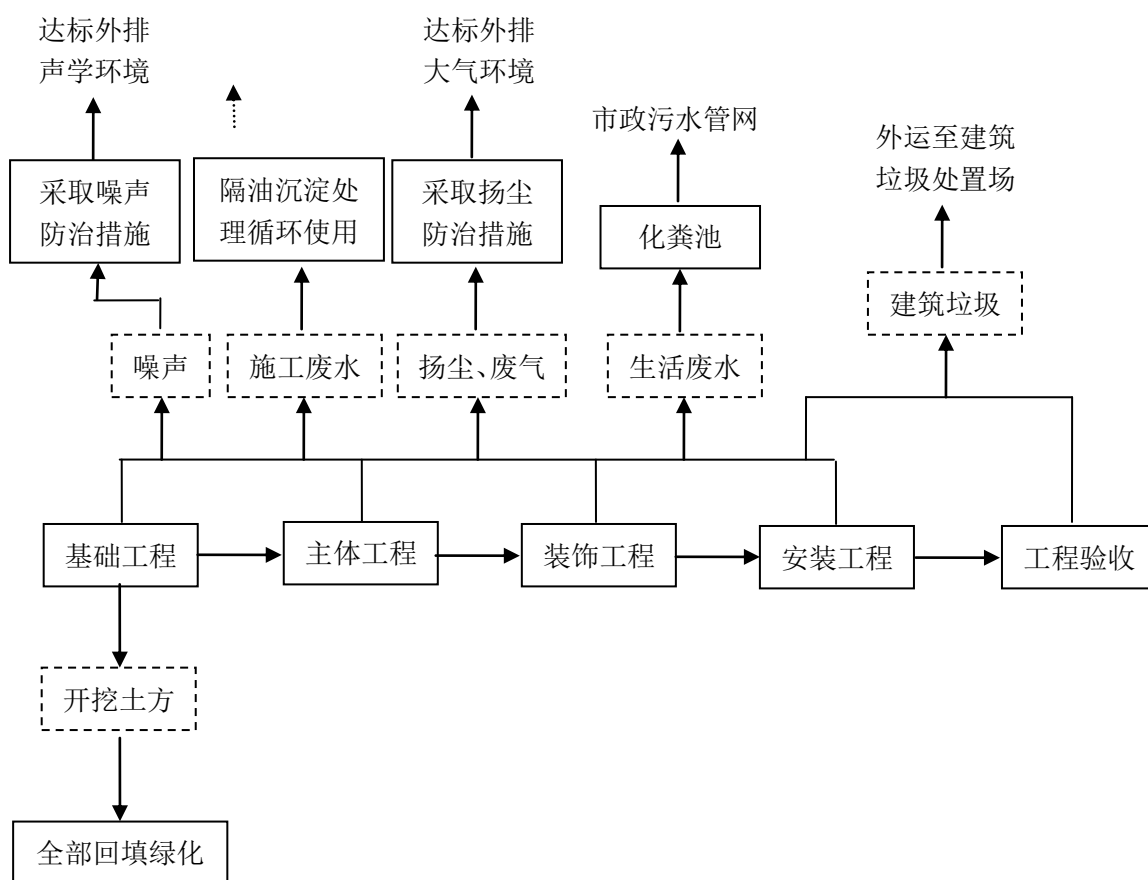 达标外排
声学环境
达标外排
大气环境
市政污水管网
外运至建筑
垃圾处置场
采取噪声
防治措施
隔油沉淀处
理循环使用
采取扬尘
防治措施
化粪池
建筑垃圾
噪声
施工废水
扬尘、废气
生活废水
基础工程
主体工程
装饰工程
安装工程
工程验收
开挖土方
全部回填绿化